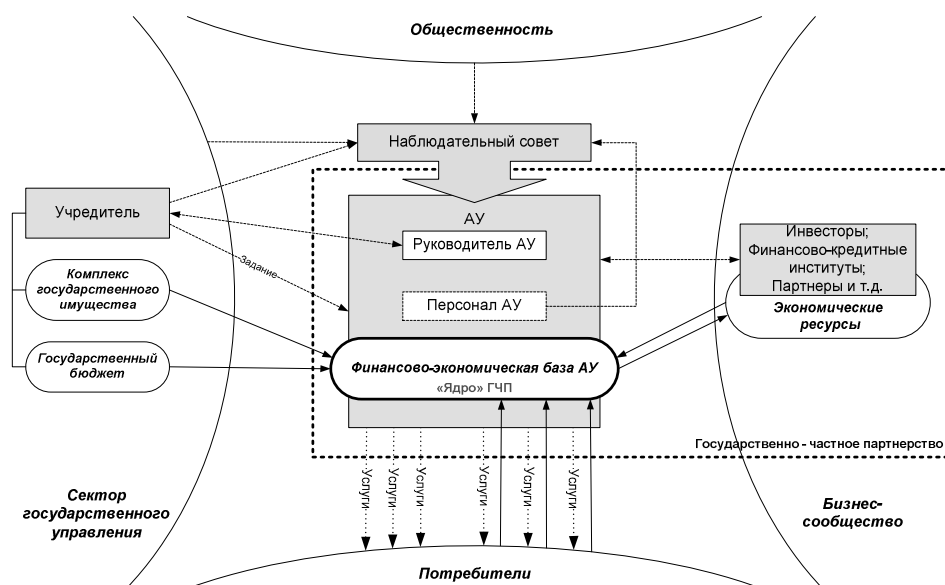 Общественность
Наблюдательный совет
Учредитель
АУ
Руководитель АУ
Задание
Персонал АУ
Инвесторы;
Финансово-кредитные
институты;
Партнеры и т.д.
Экономические
ресурсы
Комплекс
государственного
имущества
Государственный
бюджет
Финансово-экономическая база АУ
«Ядро» ГЧП
Государственно - частное партнерство
Услуги
Услуги
Услуги
Услуги
Услуги
Услуги
Сектор
государственного
управления
Бизнес-
сообщество
Потребители